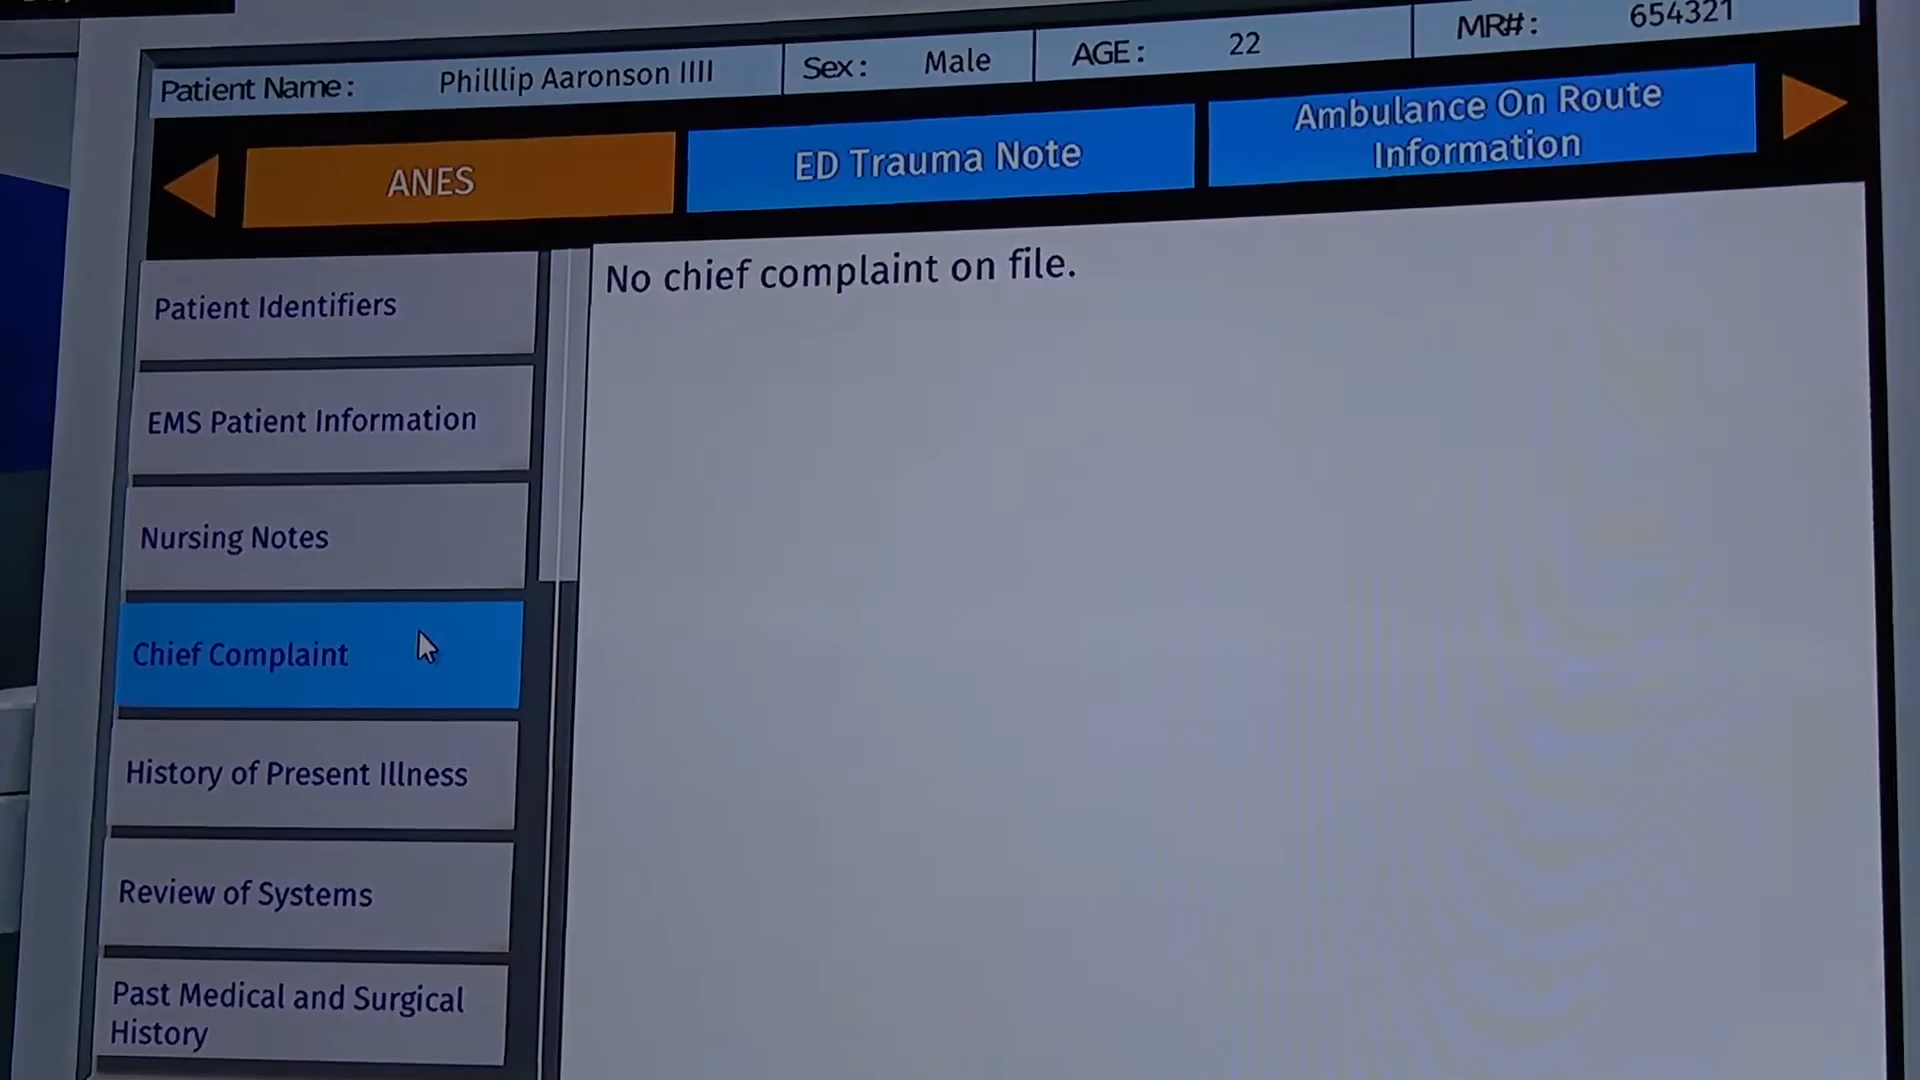 Patient Name: Philllip Aaronson IIII Sex: Male AGE: 22 MR#: 654321
ANES
ED Trauma Note
Ambulance On Route
Information
No chief complaint on file.
Patient Identifiers
EMS Patient Information
Nursing Notes
Chief Complaint
History of Present Illness
Review of Systems
Past Medical and Surgical
History